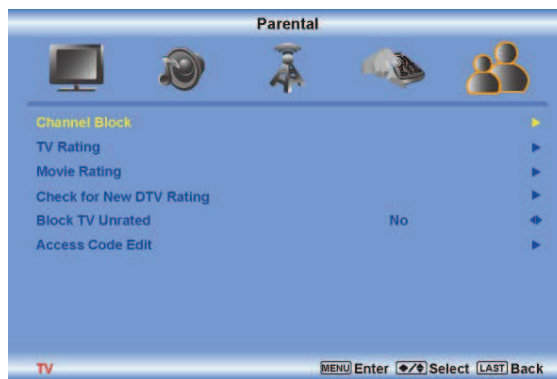 Parental
Channel Block
TV Rating
Movie Rating
Check for New DTV Rating
Block TV Unrated No
Access Code Edit
TV MENU Enter Select LAST Back